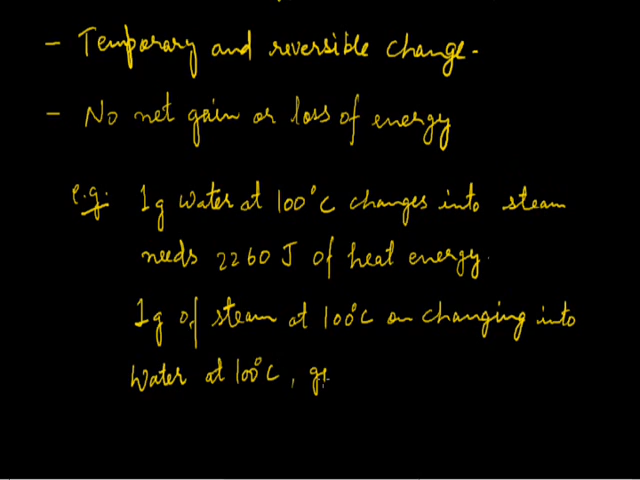 - Temporary and reversible change.
- No net gain or loss of energy
e.g. 1g water at 100°C changes into steam
needs 2260 J of heat energy.
1g of steam at 100°C on changing into
Water at 100°C, gi